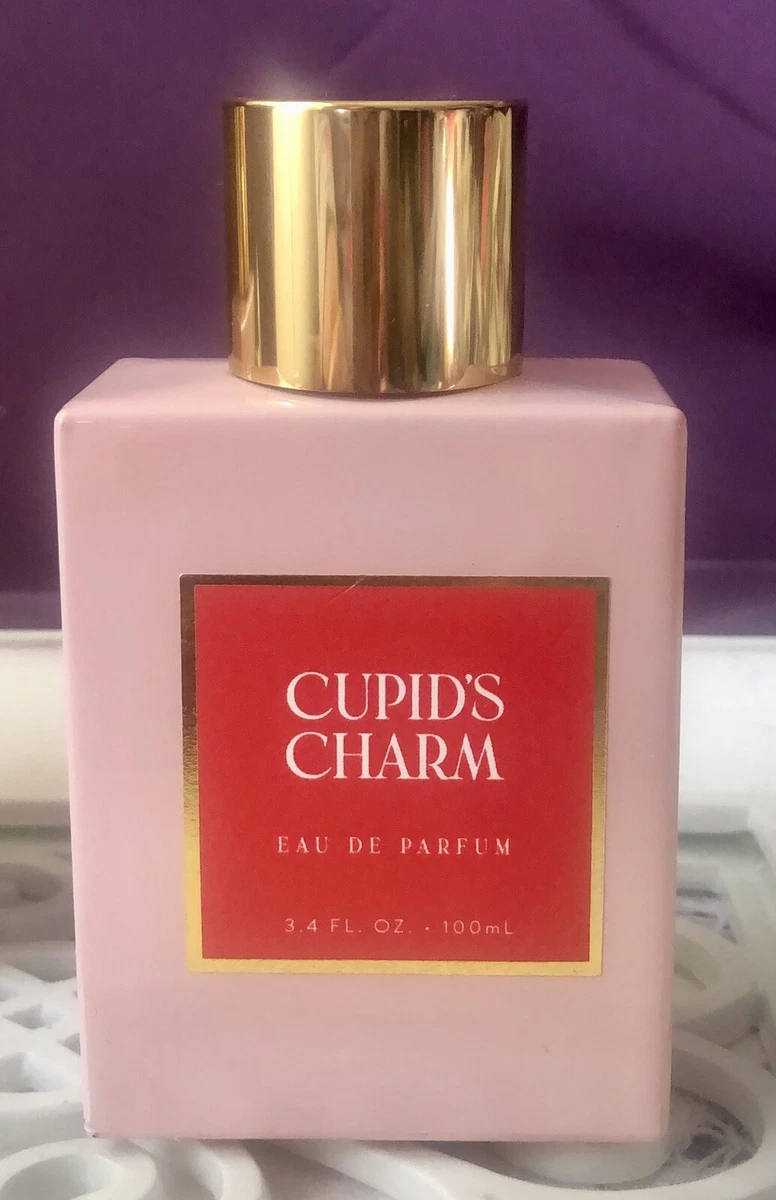 CUPID'S
CHARM
EAU DE PARFUM
3.4 FL. OZ. • 100mL